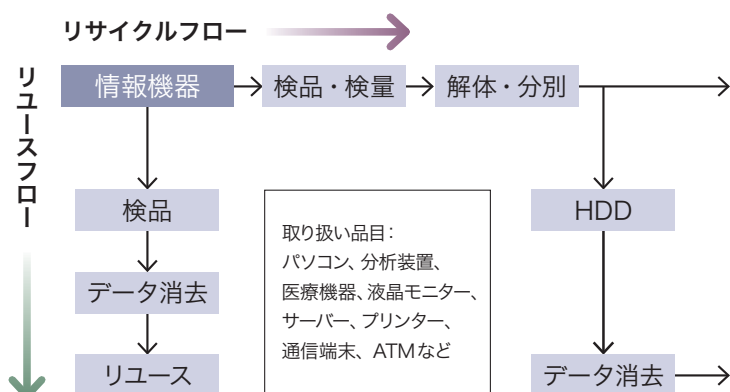 リサイクルフロー
リユースフロー
情報機器
検品・検量
解体・分別
検品
HDD
取り扱い品目：
パソコン、分析装置、
医療機器、液晶モニター、
サーバー、プリンター、
通信端末、ATMなど
データ消去
リユース
データ消去